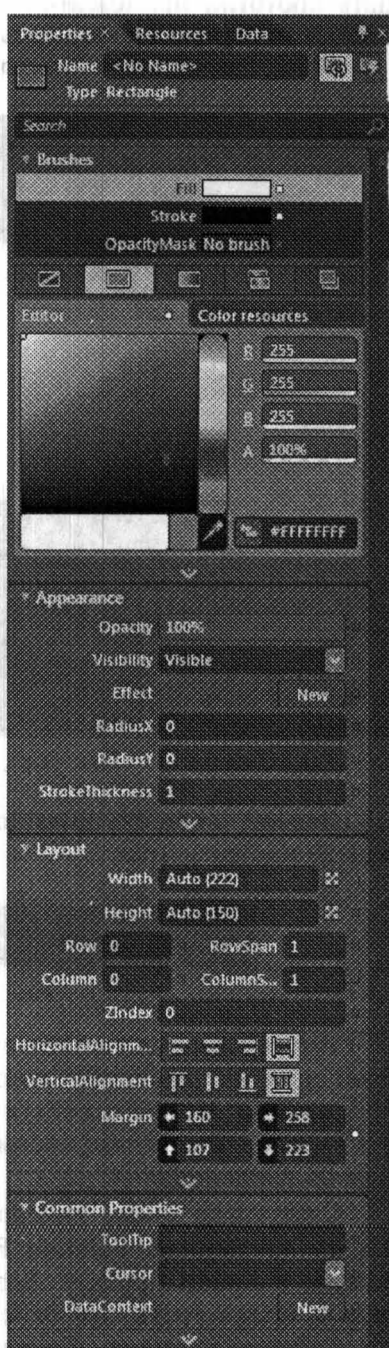 Properties × Resources Data
Name <No Name>
Type Rectangle
Search
Brushes
Fill
Stroke
OpacityMask No brush
Editor Color resources
R 255
G 255
B 255
A 100%
#FFFFFFFF
Appearance
Opacity 100%
Visibility Visible
Effect New
RadiusX 0
RadiusY 0
StrokeThickness 1
Layout
Width Auto (222)
Height Auto (150)
Row 0 RowSpan 1
Column 0 ColumnS... 1
ZIndex 0
HorizontalAlignm...
VerticalAlignment
Margin 160 258
107 223
Common Properties
ToolTip
Cursor
DataContext New